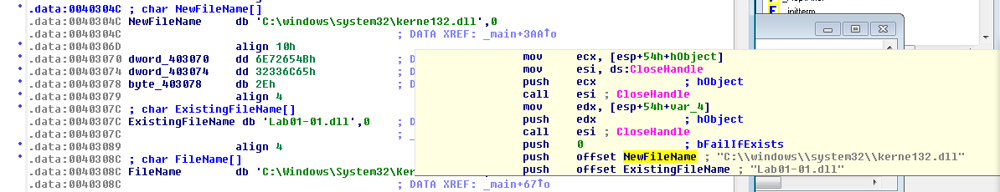 .data:0040304C ; char NewFileName[]
.data:0040304C NewFileName db 'C:\windows\system32\kerne132.dll',0
.data:0040304C ; DATA XREF: _main+3AA↑o
.data:0040306D align 10h
.data:00403070 dword_403070 dd 6E72654Bh ; D
.data:00403074 dword_403074 dd 32336C65h ; D
.data:00403078 byte_403078 db 2Eh ; D
.data:00403079 align 4
.data:0040307C ; char ExistingFileName[]
.data:0040307C ExistingFileName db 'Lab01-01.dll',0 ; D
.data:0040307C ; _
.data:00403089 align 4
.data:0040308C ; char FileName[]
.data:0040308C FileName db 'C:\Windows\System32\Kerne
.data:0040308C ; DATA XREF: _main+67↑o
mov ecx, [esp+54h+hObject]
mov esi, ds:CloseHandle
push ecx ; hObject
call esi ; CloseHandle
mov edx, [esp+54h+var_4]
push edx ; hObject
call esi ; CloseHandle
push 0 ; bFailIfExists
push offset NewFileName ; "C:\\windows\\system32\\kerne132.dll"
push offset ExistingFileName ; "Lab01-01.dll"
_initterm